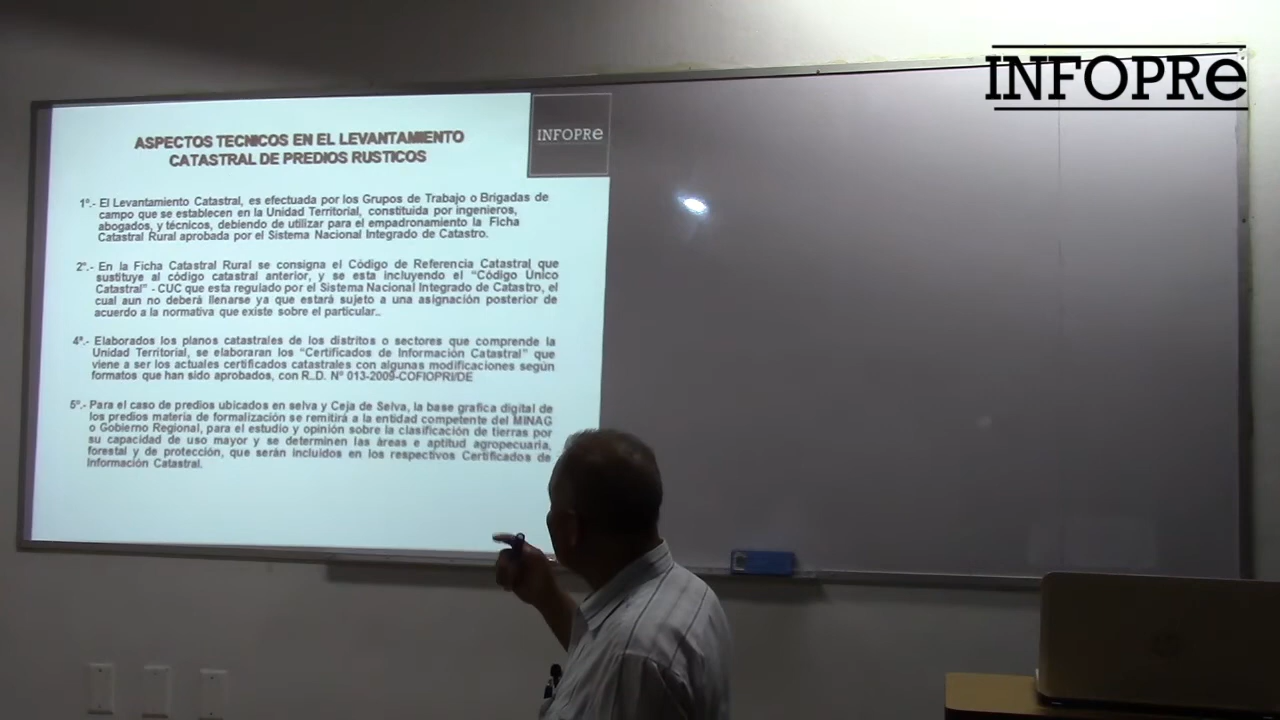 INFOPRe
INFOPRe
ASPECTOS TECNICOS EN EL LEVANTAMIENTO
CATASTRAL DE PREDIOS RUSTICOS
1º.- El Levantamiento Catastral, es efectuada por los Grupos de Trabajo o Brigadas de
campo que se establecen en la Unidad Territorial, constituida por ingenieros,
abogados, y técnicos, debiendo de utilizar para el empadronamiento la Ficha
Catastral Rural aprobada por el Sistema Nacional Integrado de Catastro.
2º.- En la Ficha Catastral Rural se consigna el Código de Referencia Catastral que
sustituye al código catastral anterior, y se esta incluyendo el "Código Único
Catastral" - CUC que esta regulado por el Sistema Nacional Integrado de Catastro, el
cual aun no deberá llenarse ya que estará sujeto a una asignación posterior de
acuerdo a la normativa que existe sobre el particular..
4º.- Elaborados los planos catastrales de los distritos o sectores que comprende la
Unidad Territorial, se elaboraran los "Certificados de Información Catastral" que
viene a ser los actuales certificados catastrales con algunas modificaciones según
formatos que han sido aprobados, con R.D. Nº 013-2009-COFIOPRI/DE
5º.- Para el caso de predios ubicados en selva y Ceja de Selva, la base grafica digital de
los predios materia de formalización se remitirá a la entidad competente del MINAG
o Gobierno Regional, para el estudio y opinión sobre la clasificación de tierras por
su capacidad de uso mayor y se determinen las áreas e aptitud agropecuaria,
forestal y de protección, que serán incluidos en los respectivos Certificados de
Información Catastral.